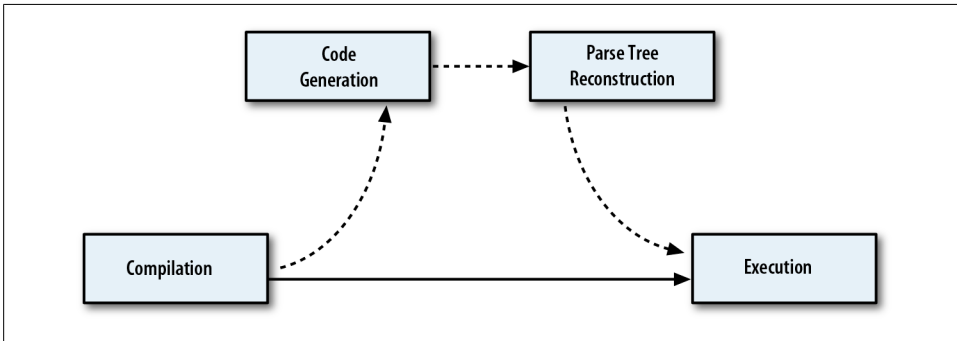 Code
Generation
Parse Tree
Reconstruction
Compilation
Execution